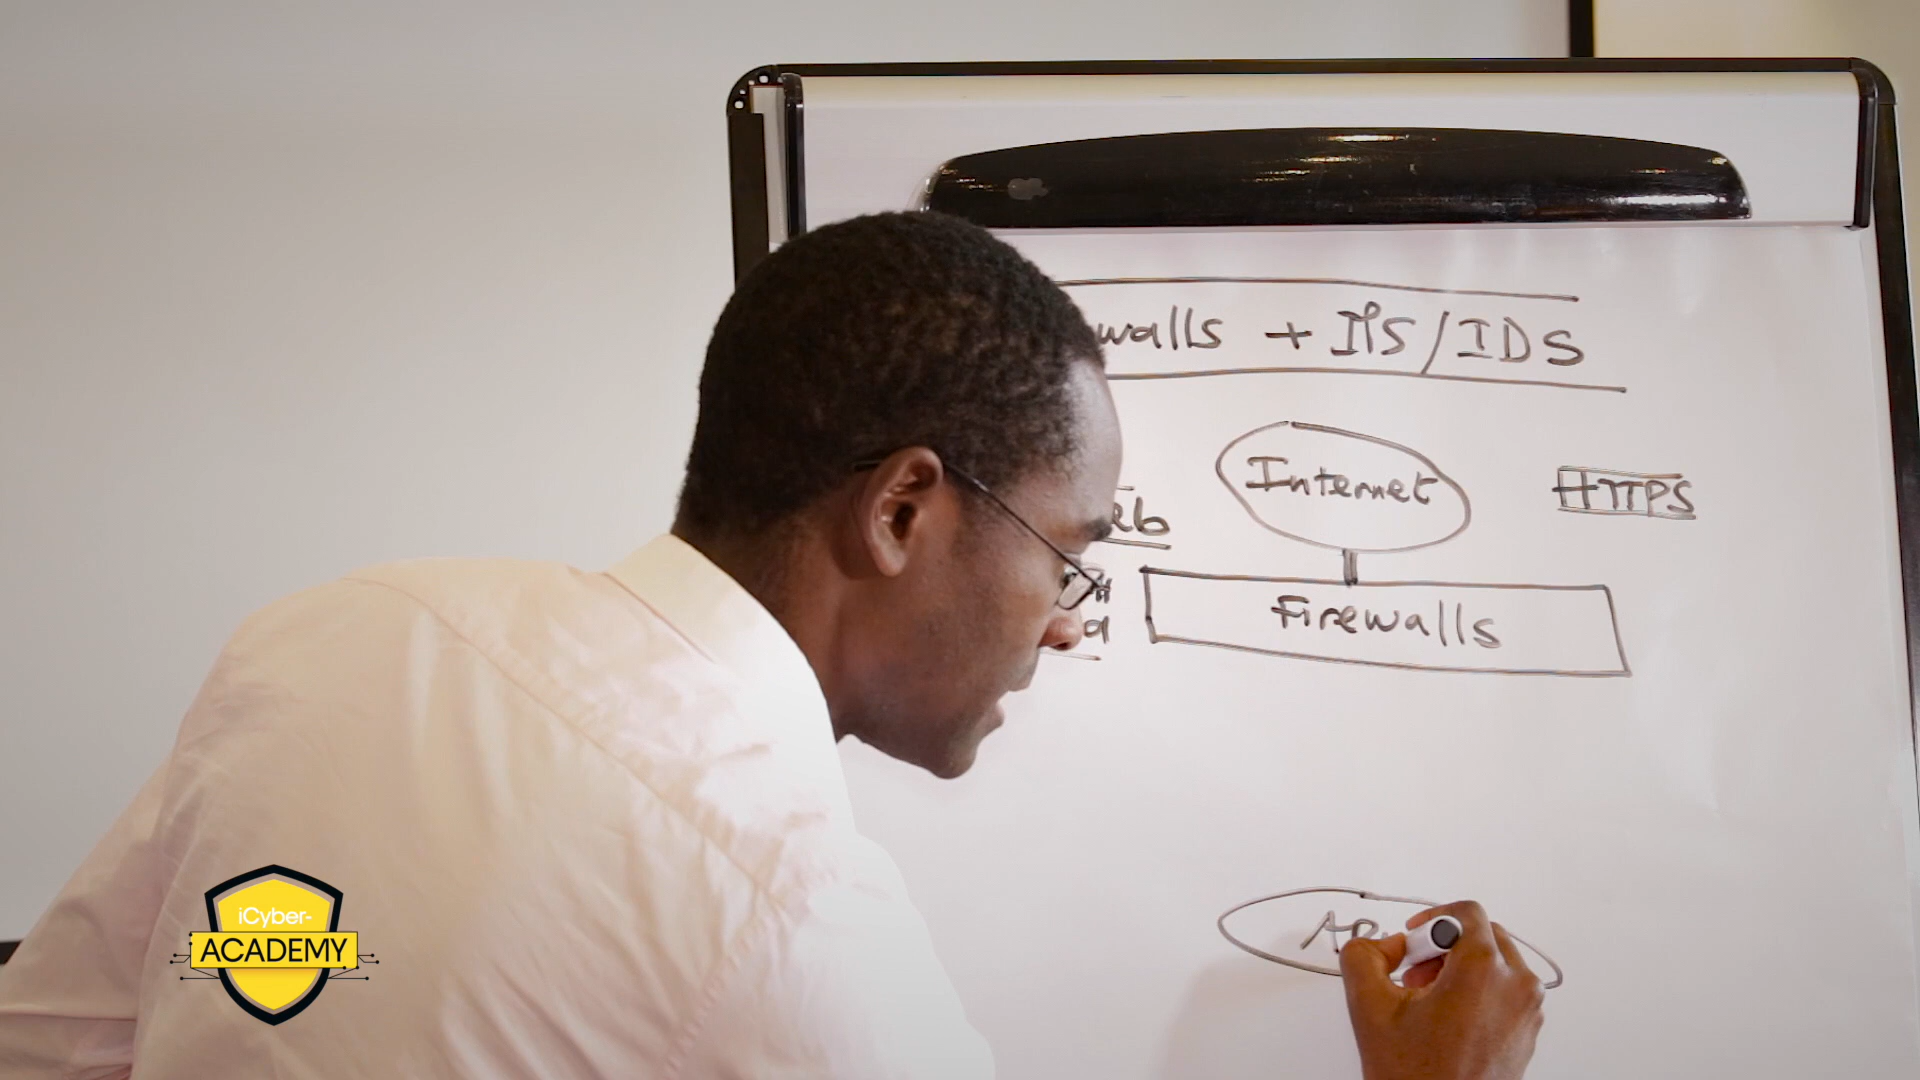 walls + IPS/IDS
Internet
HTTPS
Firewalls
iCyber-
ACADEMY